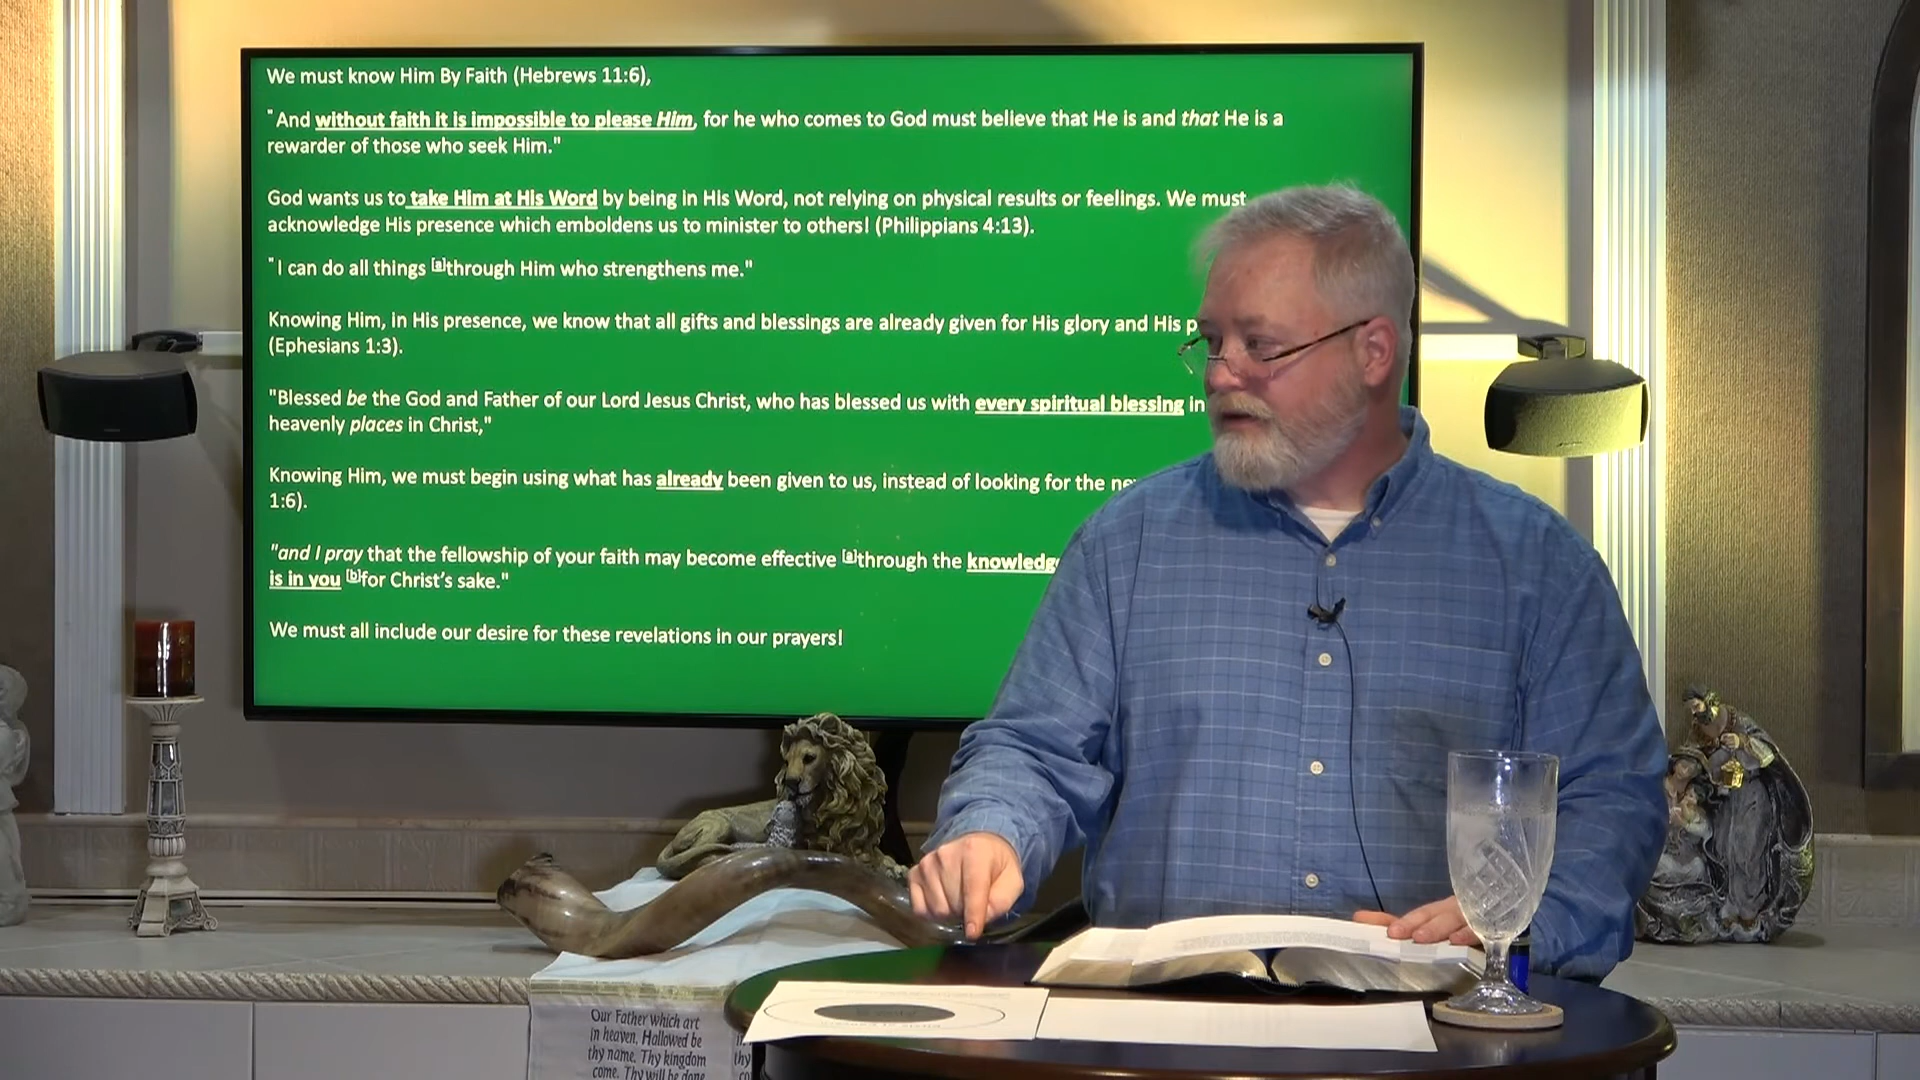 We must know Him By Faith (Hebrews 11:6),
"And without faith it is impossible to please Him, for he who comes to God must believe that He is and that He is a
rewarder of those who seek Him."
God wants us to take Him at His Word by being in HIs Word, not relying on physical results or feelings. We must
acknowledge His presence which emboldens us to minister to others! (Philippians 4:13).
"I can do all things [a]through Him who strengthens me."
Knowing Him, in His presence, we know that all gifts and blessings are already given for His glory and His
(Ephesians 1:3).
"Blessed be the God and Father of our Lord Jesus Christ, who has blessed us with every spiritual blessing in
heavenly places in Christ,"
Knowing Him, we must begin using what has already been given to us, instead of looking for the
1:6).
"and I pray that the fellowship of your faith may become effective [a]through the
is in you [b]for Christ's sake."
We must all include our desire for these revelations in our prayers!
Our Father which art
in heaven, Hallowed be
thy name. Thy kingdom
come. Thy will be done